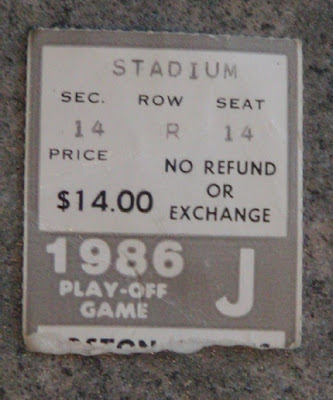 STADIUM
SEC. ROW SEAT
14 R 14
PRICE
NO REFUND
OR
$14.00 EXCHANGE
1986
PLAY-OFF
GAME
J